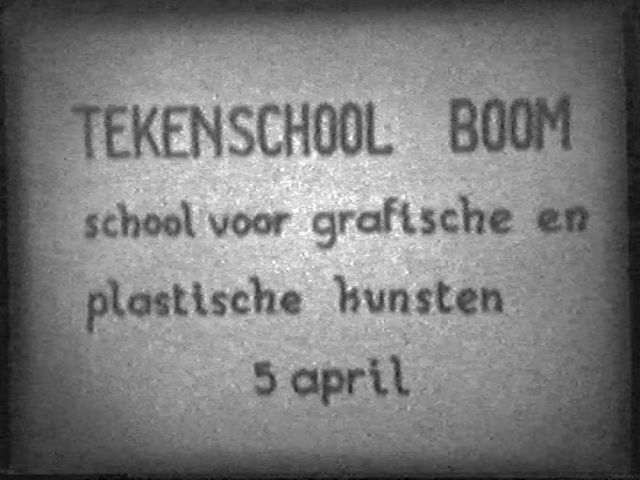 TEKENSCHOOL BOOM
school voor grafische en
plastische kunsten
5 april